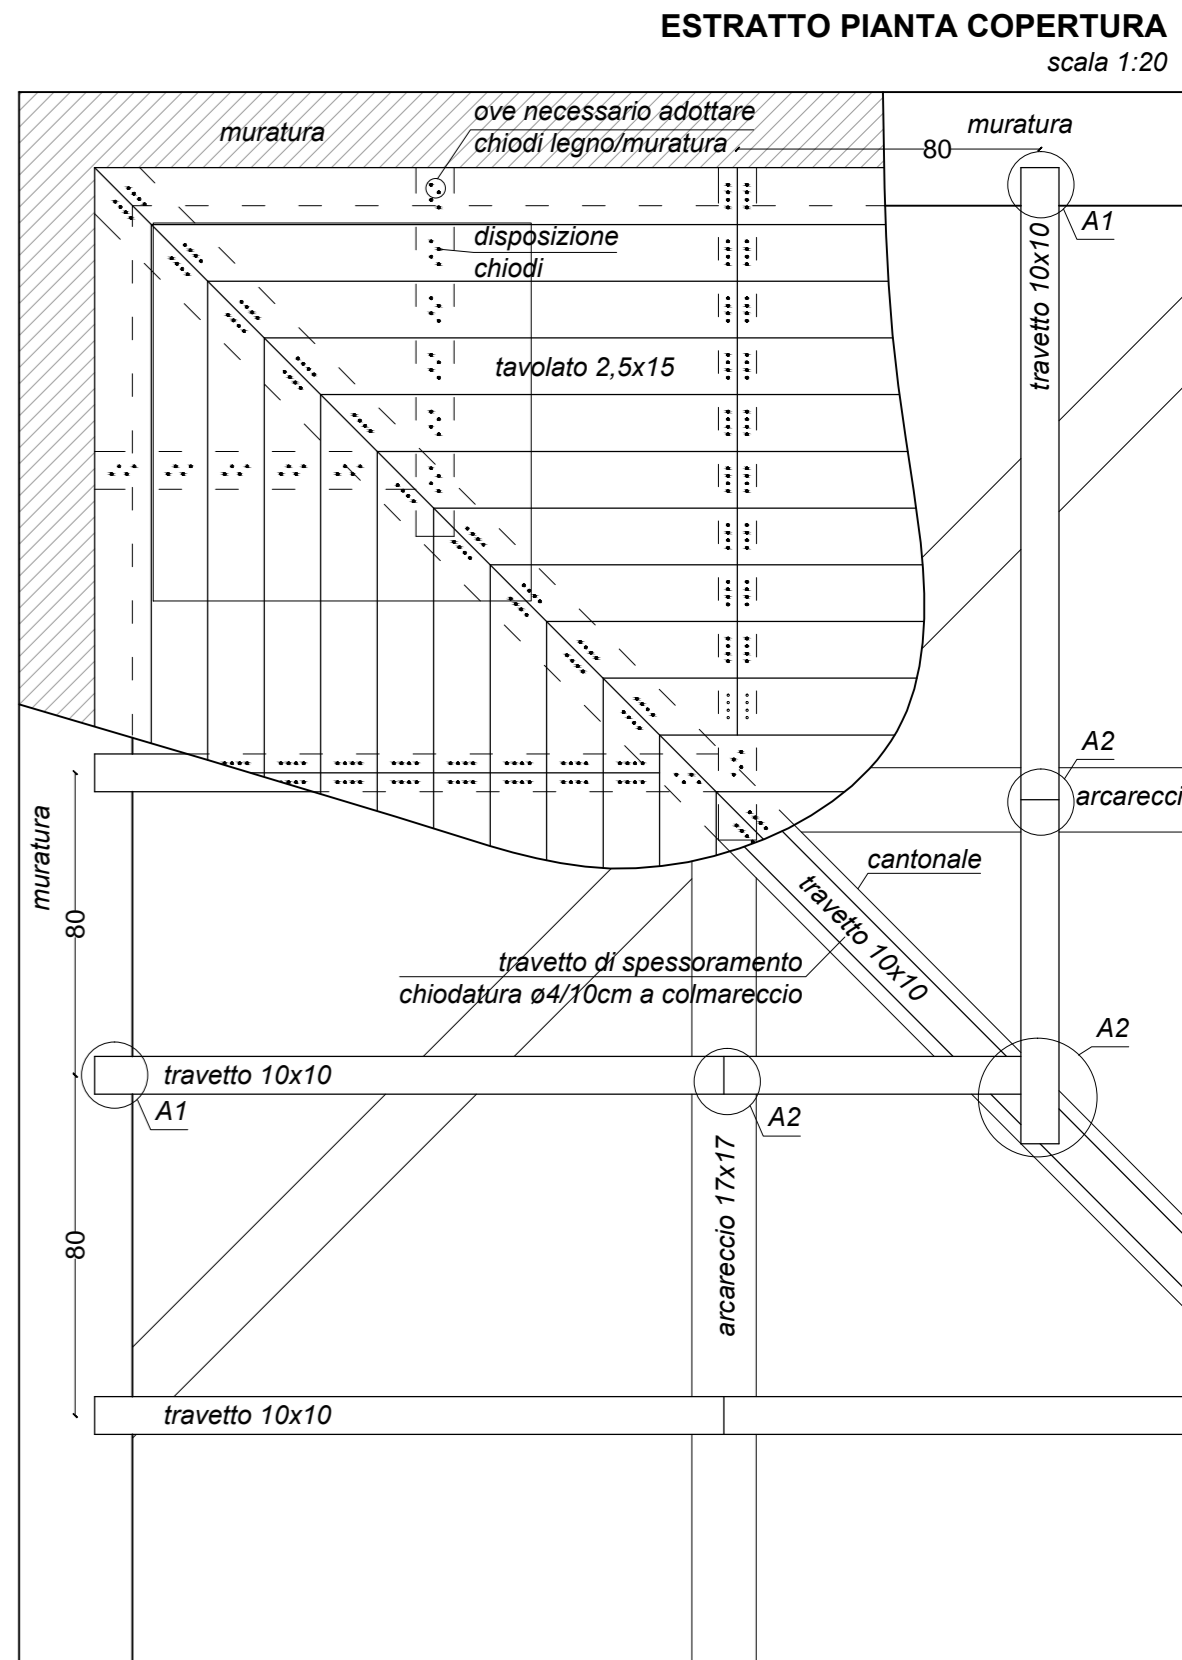 ESTRATTO PIANTA COPERTURA
scala 1:20
ove necessario adottare
chiodi legno/muratura
muratura
muratura
80
A1
travetto 10x10
disposizione
chiodi
tavolato 2,5x15
A2
arcarecci
muratura
80
cantonale
travetto 10x10
travetto di spessoramento
chiodatura ø4/10cm a colmareccio
A2
travetto 10x10
A1
A2
arcareccio 17x17
80
travetto 10x10